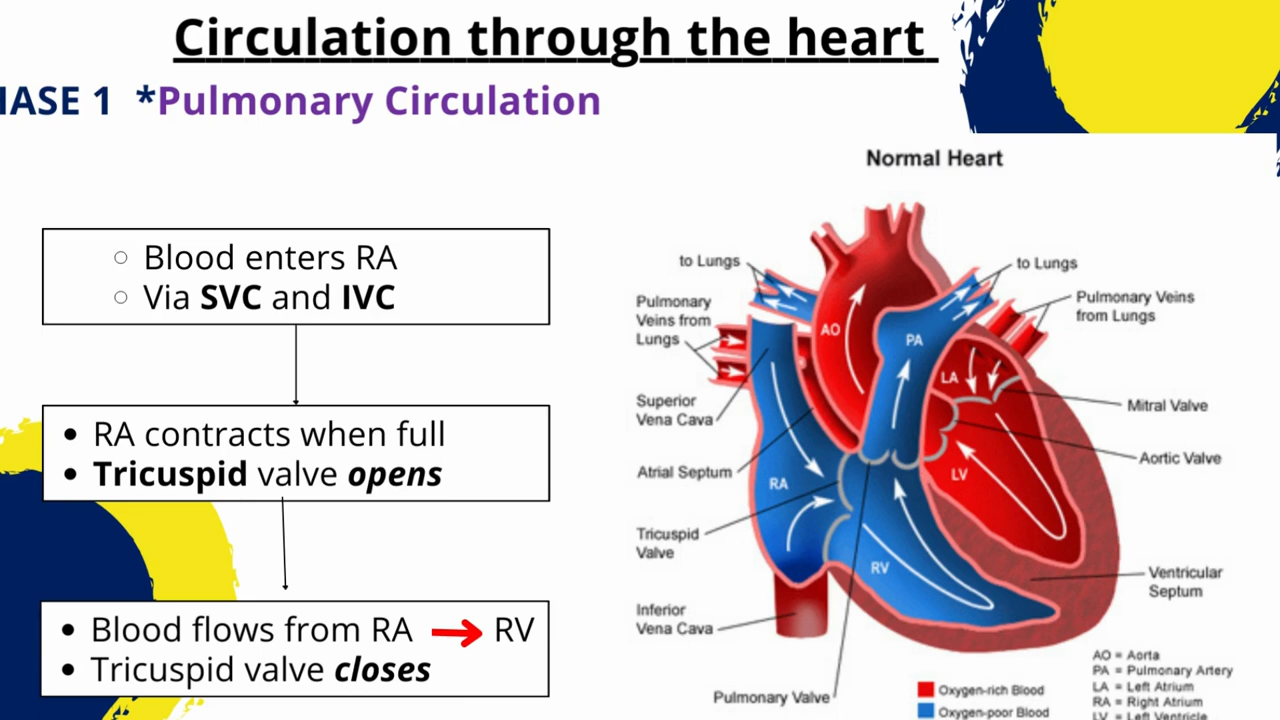 Circulation through the heart
HASE 1 *Pulmonary Circulation
Blood enters RA
Via SVC and IVC
RA contracts when full
Tricuspid valve opens
Blood flows from RA → RV
Tricuspid valve closes
Normal Heart
to Lungs
to Lungs
Pulmonary
Veins from
Lungs
Pulmonary Veins
from Lungs
AO
PA
LA
Superior
Vena Cava
Mitral Valve
Atrial Septum
Aortic Valve
RA
LV
Tricuspid
Valve
RV
Ventricular
Septum
Inferior
Vena Cava
Pulmonary Valve
Oxygen-rich Blood
Oxygen-poor Blood
AO = Aorta
PA = Pulmonary Artery
LA = Left Atrium
RA = Right Atrium
LV = Left Ventricle